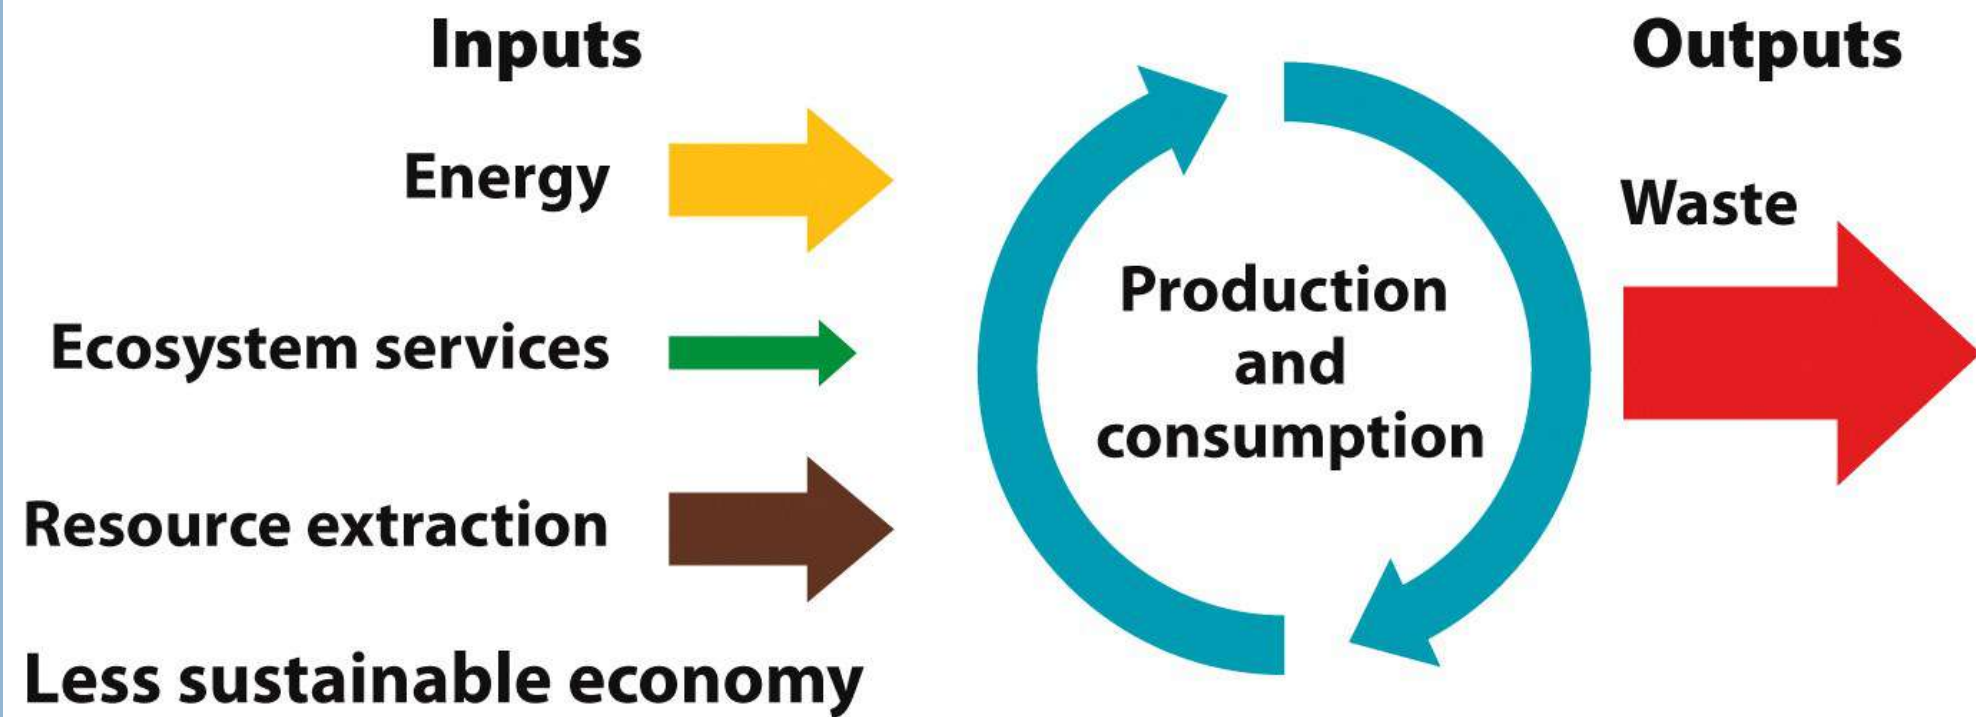 Inputs
Outputs
Energy
Waste
Ecosystem services
Production
and
consumption
Resource extraction
Less sustainable economy